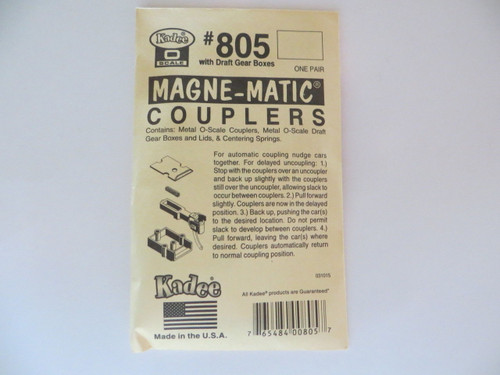 Kadee
O
SCALE
#805
with Draft Gear Boxes
ONE PAIR
MAGNE-MATIC®
COUPLERS
Contains: Metal O-Scale Couplers, Metal O-Scale Draft
Gear Boxes and Lids, & Centering Springs.
For automatic coupling nudge cars
together. For delayed uncoupling: 1.)
Stop with the couplers over an uncoupler
and back up slightly with the couplers
still over the uncoupler, allowing slack to
occur between couplers. 2.) Pull forward
slightly. Couplers are now in the delayed
position. 3.) Back up, pushing the car(s)
to the desired location. Do not permit
slack to develop between couplers. 4.)
Pull forward, leaving the car(s) where
desired. Couplers automatically return
to normal coupling position.
031015
Kadee
All Kadee® products are Guaranteed®
Made in the U.S.A.
7 65484 00805 7